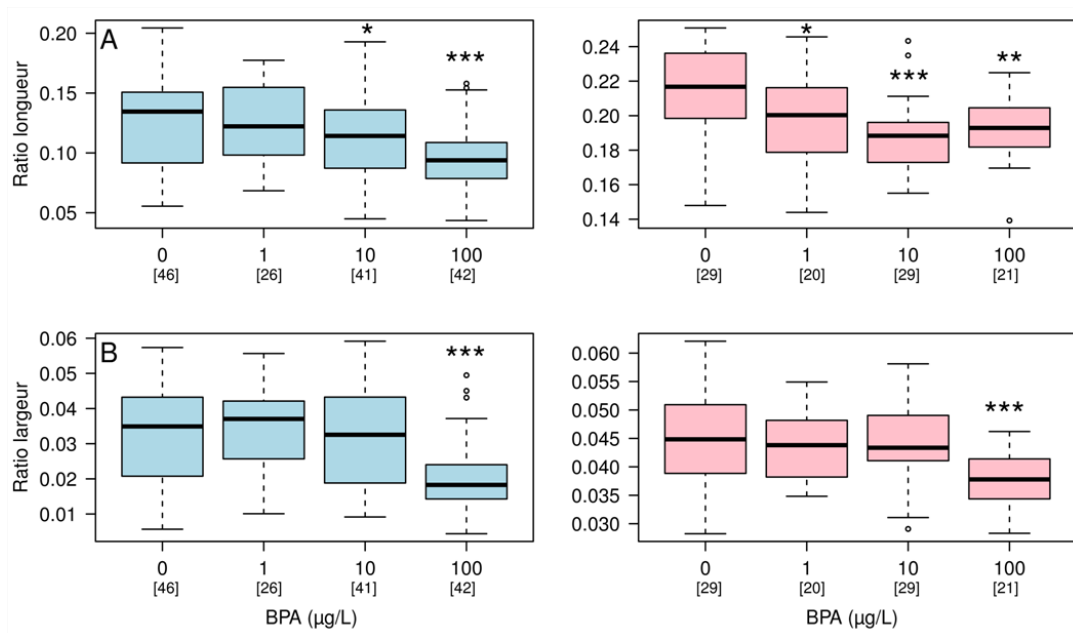 A
*
***
*
***
**
Ratio longueur
0.20
0.15
0.10
0.05
0.24
0.22
0.20
0.18
0.16
0.14
0 1 10 100
[46] [26] [41] [42]
0 1 10 100
[29] [20] [29] [21]
B
***
***
Ratio largeur
0.06
0.05
0.04
0.03
0.02
0.01
0.060
0.055
0.050
0.045
0.040
0.035
0.030
0 1 10 100
[46] [26] [41] [42]
0 1 10 100
[29] [20] [29] [21]
BPA (µg/L)
BPA (µg/L)